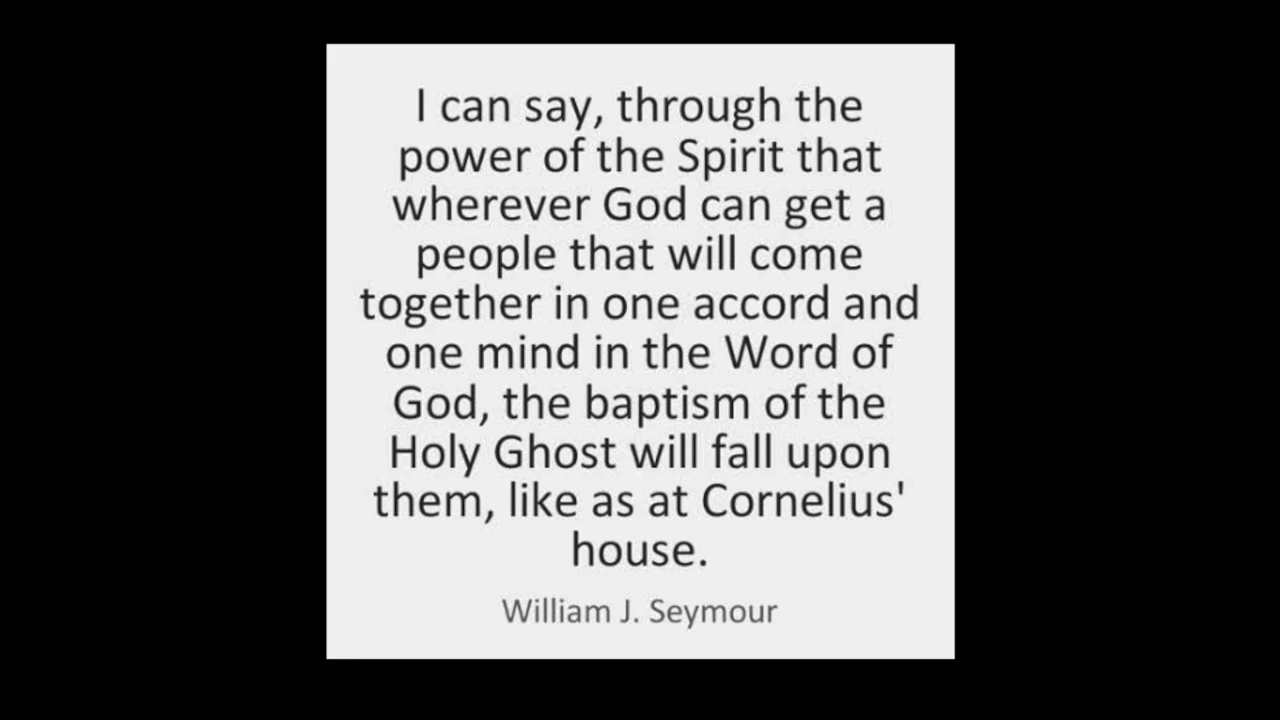 I can say, through the
power of the Spirit that
wherever God can get a
people that will come
together in one accord and
one mind in the Word of
God, the baptism of the
Holy Ghost will fall upon
them, like as at Cornelius'
house.
William J. Seymour